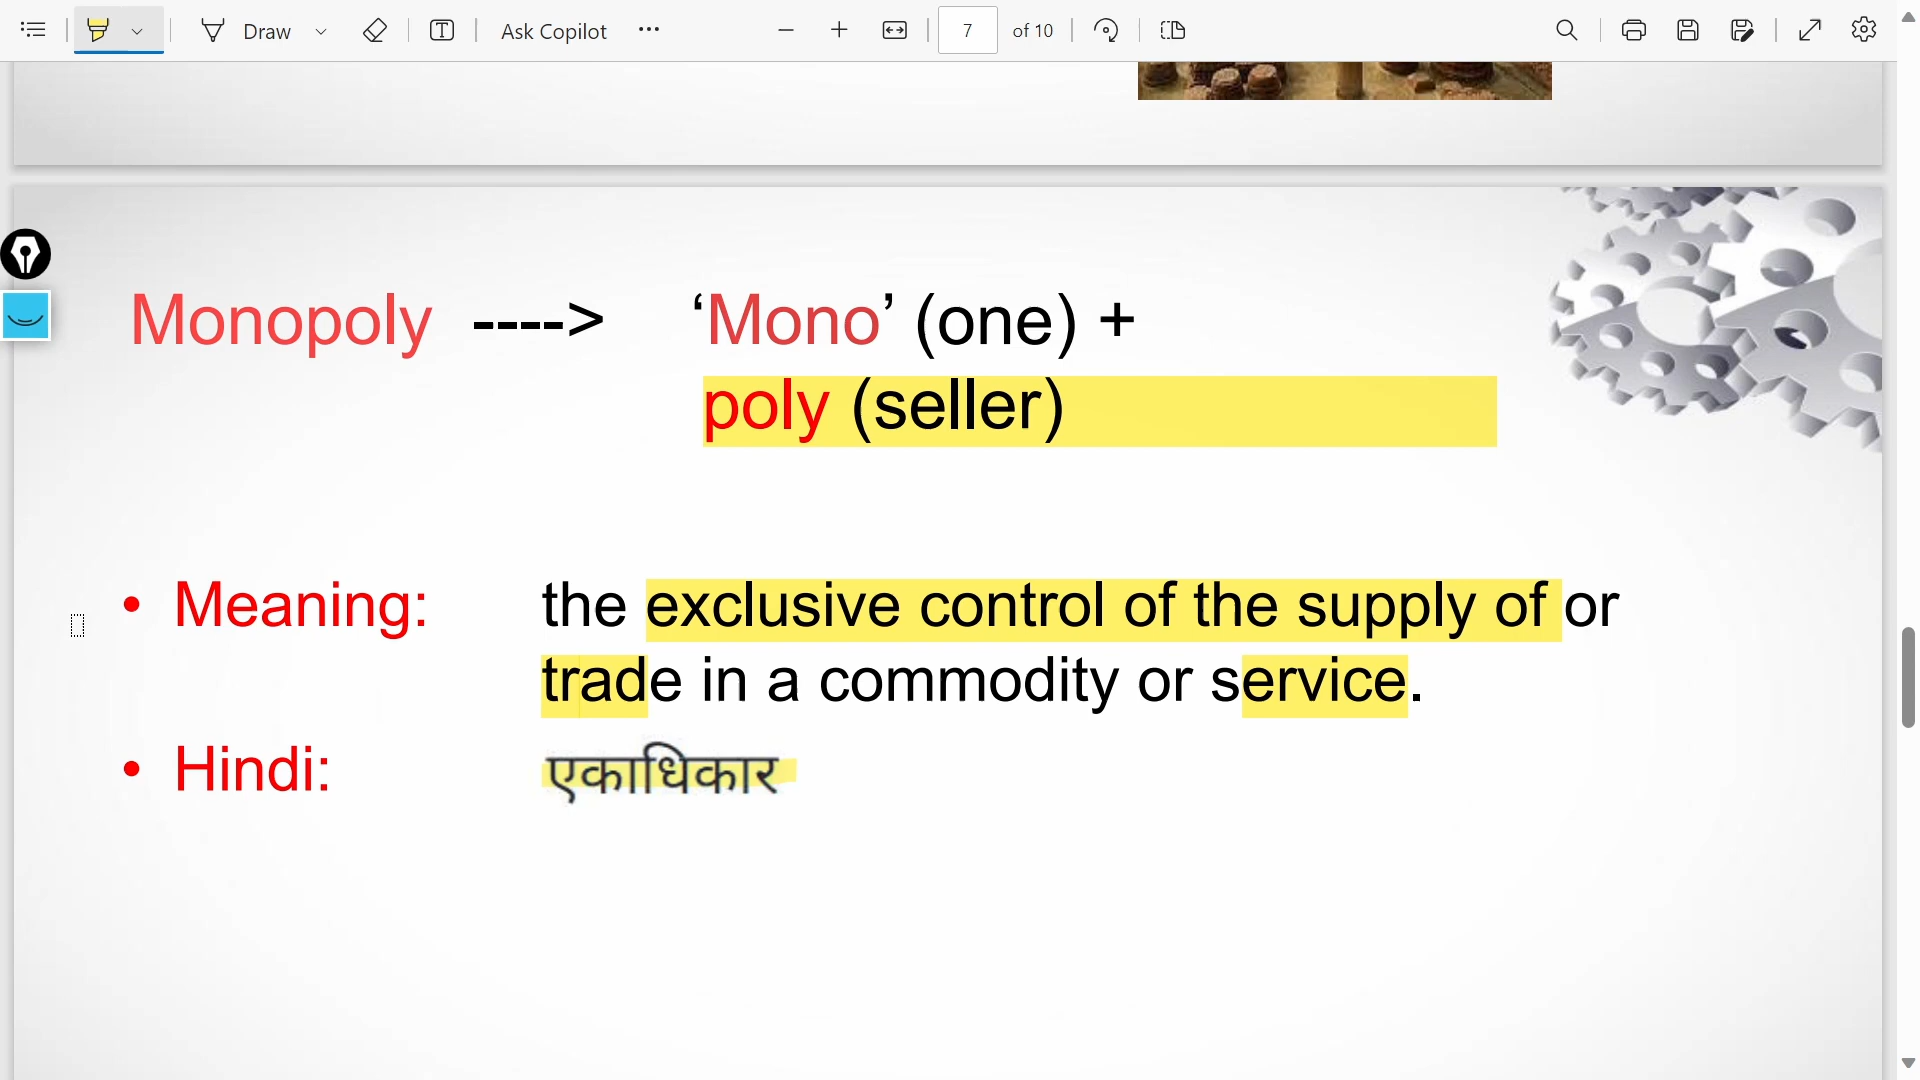 Draw
Ask Copilot
7
of 10
Monopoly ----> ‘Mono’ (one) +
poly (seller)
• Meaning: the exclusive control of the supply of or
trade in a commodity or service.
• Hindi: एकाधिकार